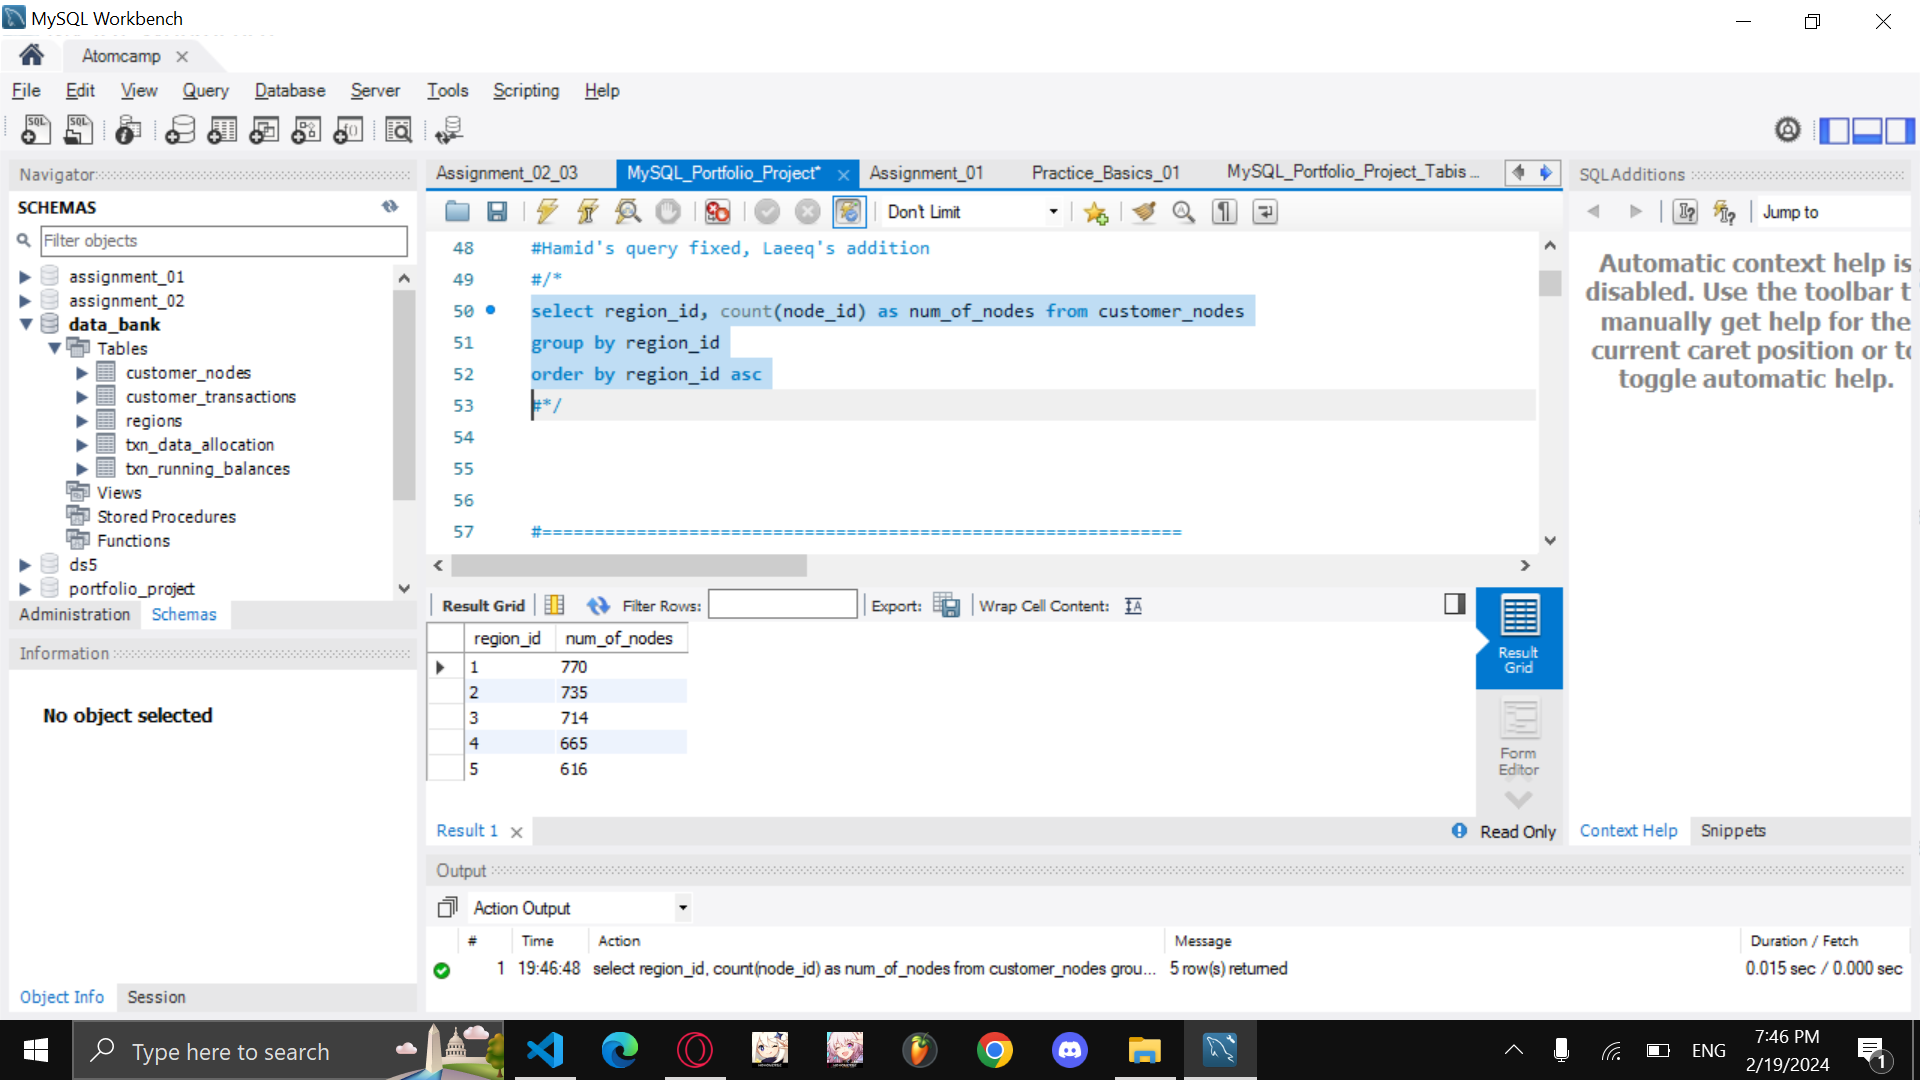 MySQL Workbench
Atomcamp
File Edit View Query Database Server Tools Scripting Help
Navigator
SCHEMAS
Filter objects
assignment_01
assignment_02
data_bank
Tables
customer_nodes
customer_transactions
regions
txn_data_allocation
txn_running_balances
Views
Stored Procedures
Functions
ds5
portfolio_project
Administration Schemas
Information
No object selected
Object Info Session
Assignment_02_03 MySQL_Portfolio_Project* Assignment_01 Practice_Basics_01 MySQL_Portfolio_Project_Tabis ...
Don't Limit
48 #Hamid's query fixed, Laeeq's addition
49 #/*
50 select region_id, count(node_id) as num_of_nodes from customer_nodes
51 group by region_id
52 order by region_id asc
53 #*/
54
55
56
57 #=============================================================
Result Grid Filter Rows: Export: Wrap Cell Content:
region_id num_of_nodes
1 770
2 735
3 714
4 665
5 616
Result
Grid
Form
Editor
Result 1 Read Only
SQLAdditions
Jump to
Automatic context help is
disabled. Use the toolbar t
manually get help for the
current caret position or to
toggle automatic help.
Context Help Snippets
Output
Action Output
# Time Action Message Duration / Fetch
1 19:46:48 select region_id, count(node_id) as num_of_nodes from customer_nodes grou... 5 row(s) returned 0.015 sec / 0.000 sec
Type here to search
ENG
7:46 PM
2/19/2024
1